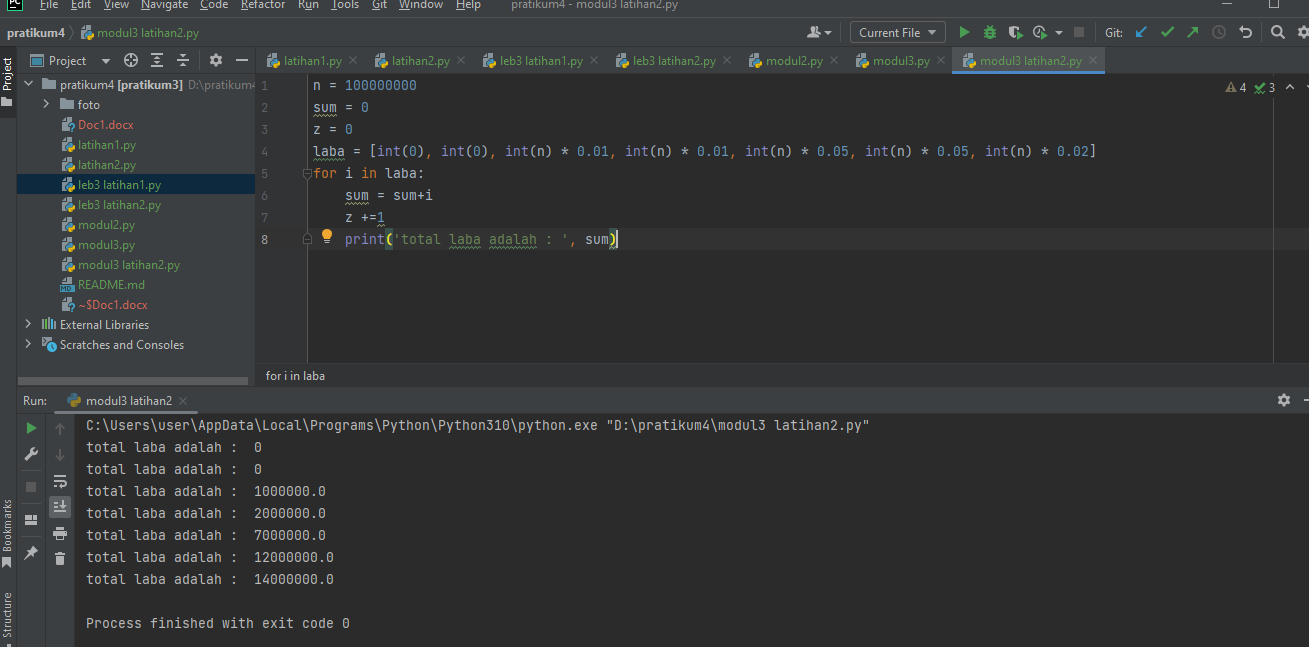 PC File Edit View Navigate Code Refactor Run Tools Git Window Help pratikum4 - modul3 latihan2.py
pratikum4 modul3 latihan2.py Current File Git:
Project latihan1.py latihan2.py leb3 latihan1.py leb3 latihan2.py modul2.py modul3.py modul3 latihan2.py
Project
pratikum4 [pratikum3] D:\pratikum4
foto
Doc1.docx
latihan1.py
latihan2.py
leb3 latihan1.py
leb3 latihan2.py
modul2.py
modul3.py
modul3 latihan2.py
README.md
~$Doc1.docx
External Libraries
Scratches and Consoles
4 3
1 n = 100000000
2 sum = 0
3 z = 0
4 laba = [int(0), int(0), int(n) * 0.01, int(n) * 0.01, int(n) * 0.05, int(n) * 0.05, int(n) * 0.02]
5 for i in laba:
6 sum = sum+i
7 z +=1
8 print('total laba adalah : ', sum)
for i in laba
Run: modul3 latihan2
C:\Users\user\AppData\Local\Programs\Python\Python310\python.exe "D:\pratikum4\modul3 latihan2.py"
total laba adalah :  0
total laba adalah :  0
total laba adalah :  1000000.0
total laba adalah :  2000000.0
total laba adalah :  7000000.0
total laba adalah :  12000000.0
total laba adalah :  14000000.0
Process finished with exit code 0
Bookmarks
Structure